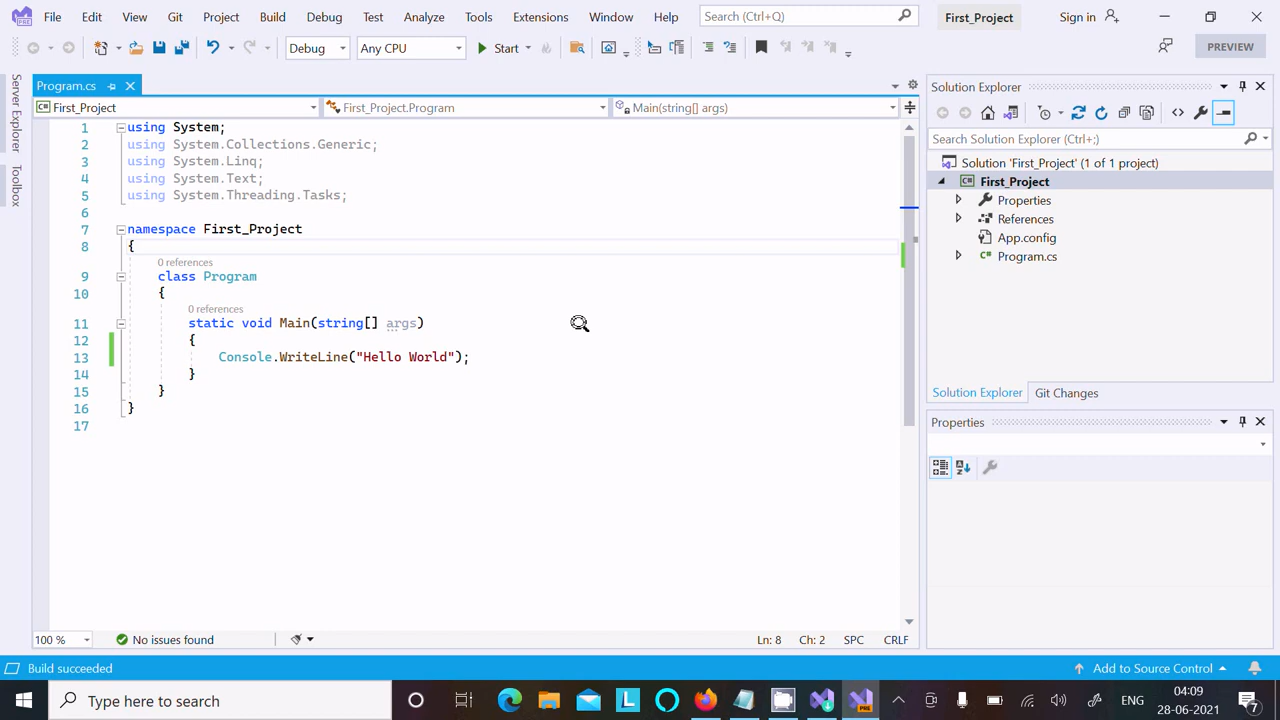 File Edit View Git Project Build Debug Test Analyze Tools Extensions Window Help Search (Ctrl+Q) First_Project Sign in
Debug Any CPU Start PREVIEW
Program.cs
First_Project First_Project.Program Main(string[] args)
1 using System;
2 using System.Collections.Generic;
3 using System.Linq;
4 using System.Text;
5 using System.Threading.Tasks;
6
7 namespace First_Project
8 {
0 references
9 class Program
10 {
0 references
11 static void Main(string[] args)
12 {
13 Console.WriteLine("Hello World");
14 }
15 }
16 }
17
100 % No issues found Ln: 8 Ch: 2 SPC CRLF
Server Explorer
Toolbox
Solution Explorer
Search Solution Explorer (Ctrl+;)
Solution 'First_Project' (1 of 1 project)
First_Project
Properties
References
App.config
Program.cs
Solution Explorer Git Changes
Properties
Build succeeded Add to Source Control
Type here to search ENG 04:09
28-06-2021 7